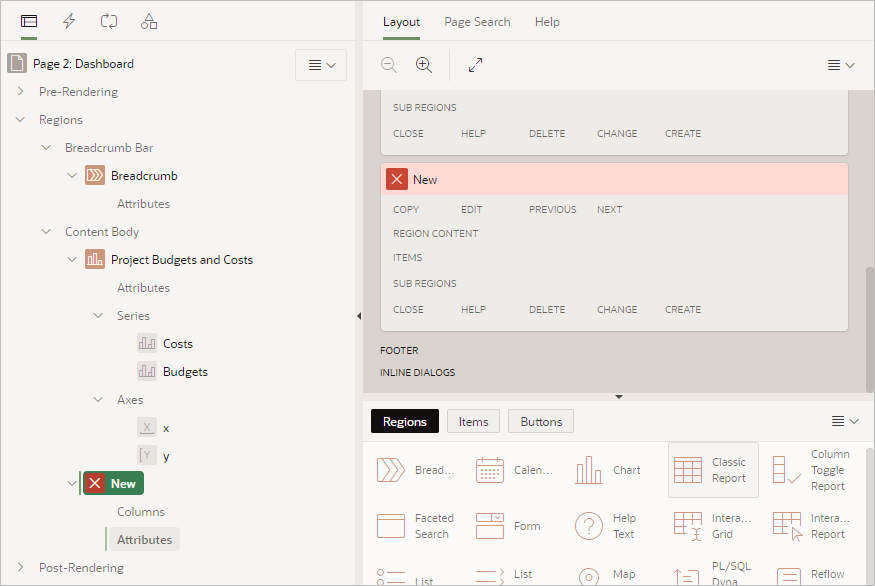 Page 2: Dashboard
Pre-Rendering
Regions
Breadcrumb Bar
Breadcrumb
Attributes
Content Body
Project Budgets and Costs
Attributes
Series
Costs
Budgets
Axes
X x
Y y
New
Columns
Attributes
Post-Rendering
Layout Page Search Help
SUB REGIONS
CLOSE HELP DELETE CHANGE CREATE
New
COPY EDIT PREVIOUS NEXT
REGION CONTENT
ITEMS
SUB REGIONS
CLOSE HELP DELETE CHANGE CREATE
FOOTER
INLINE DIALOGS
Regions Items Buttons
Bread...
Calen...
Chart
Classic
Report
Column
Toggle
Report
Faceted
Search
Form
Help
Text
Intera...
Grid
Intera...
Report
List
List
Map
PL/SQL
Dyna
Reflow